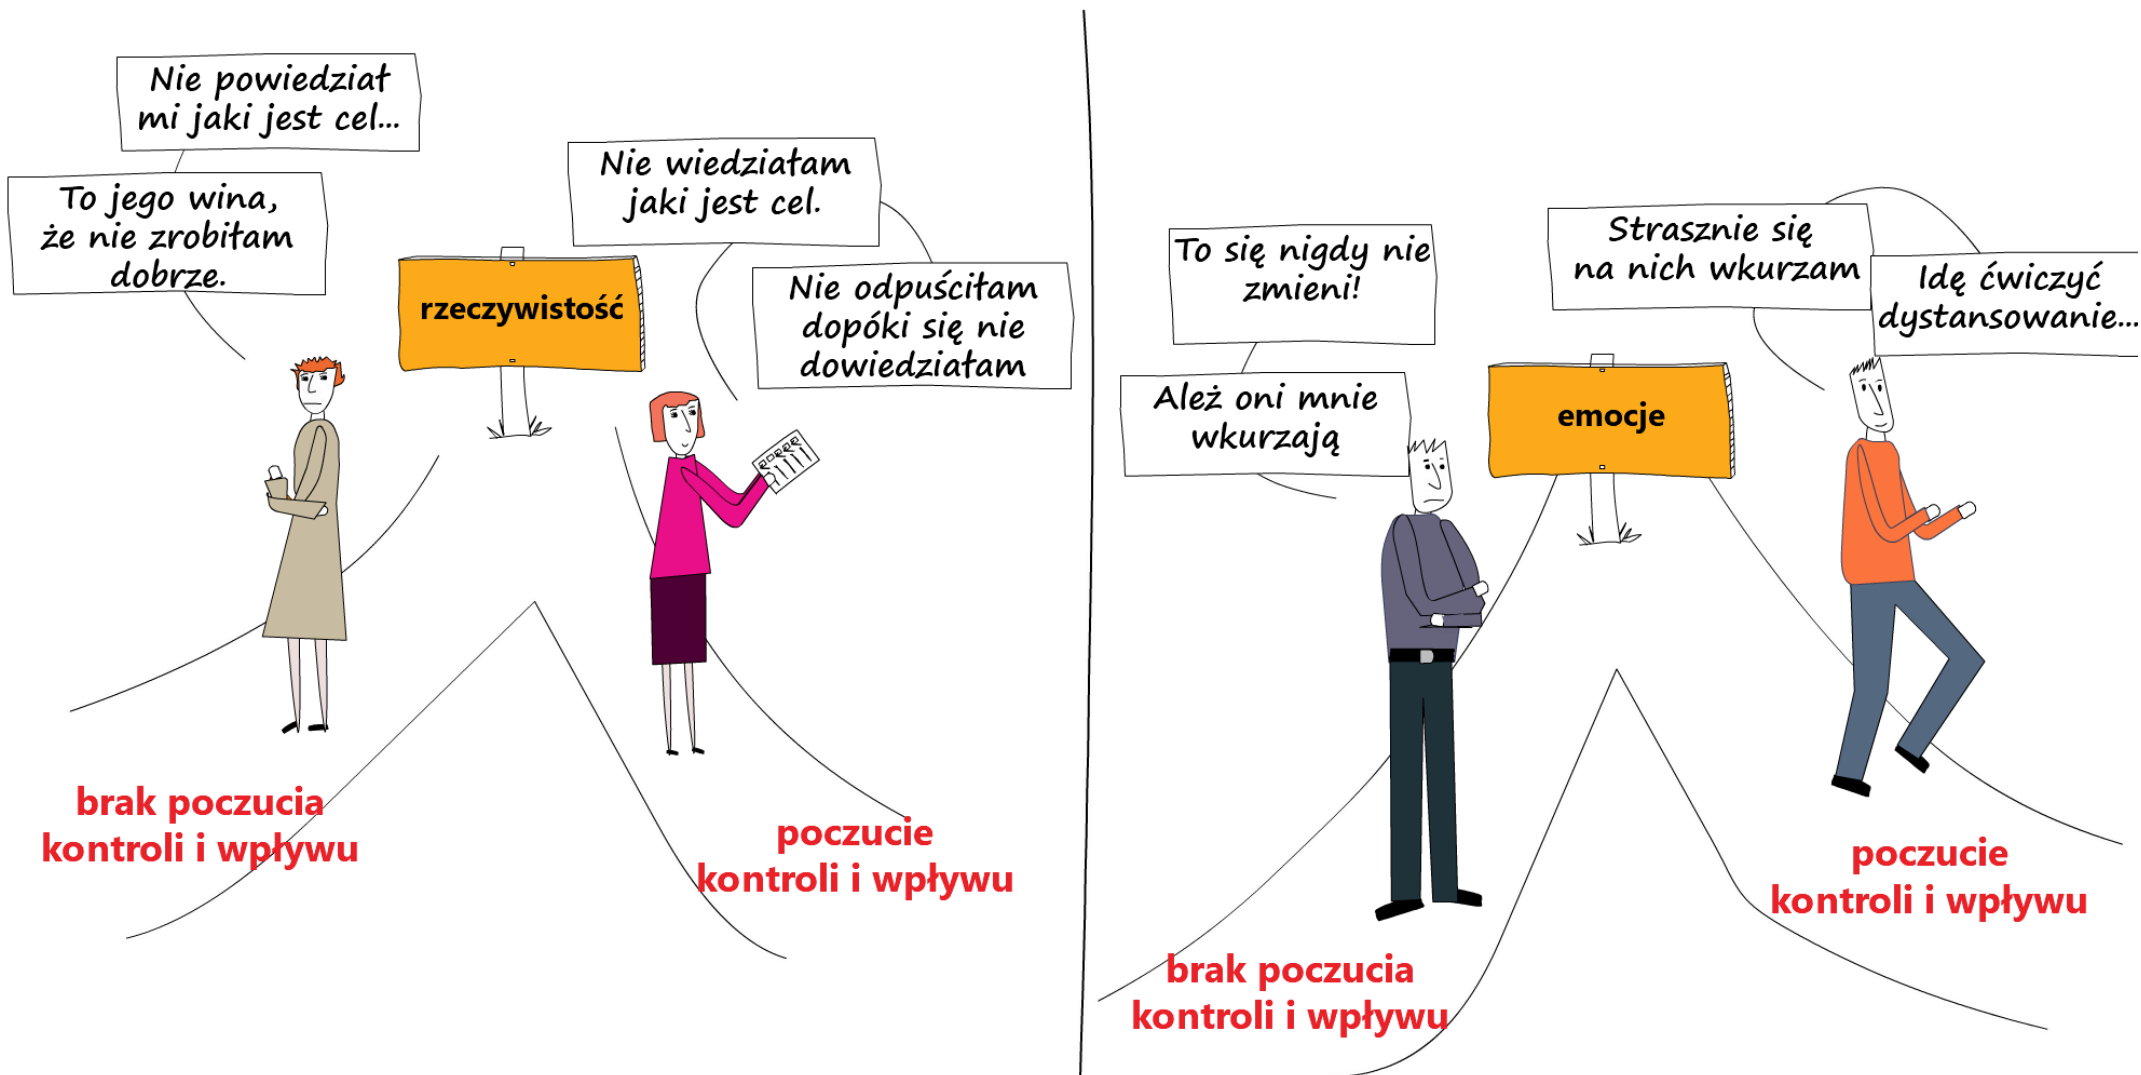 Nie powiedział
mi jaki jest cel...
To jego wina,
że nie zrobiłam
dobrze.
rzeczywistość
Nie wiedziałam
jaki jest cel.
Nie odpuściłam
dopóki się nie
dowiedziałam
brak poczucia
kontroli i wpływu
poczucie
kontroli i wpływu
To się nigdy nie
zmieni!
Ależ oni mnie
wkurzają
emocje
Strasznie się
na nich wkurzam
Idę ćwiczyć
dystansowanie...
brak poczucia
kontroli i wpływu
poczucie
kontroli i wpływu